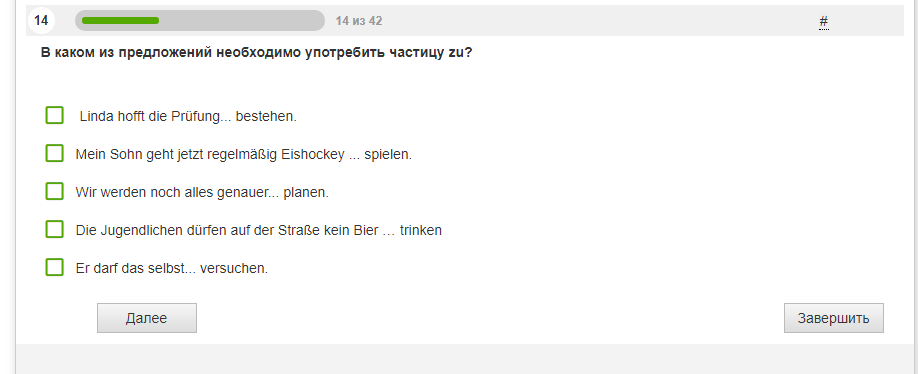 14 14 из 42 #
В каком из предложений необходимо употребить частицу zu?
Linda hofft die Prüfung... bestehen.
Mein Sohn geht jetzt regelmäßig Eishockey ... spielen.
Wir werden noch alles genauer... planen.
Die Jugendlichen dürfen auf der Straße kein Bier … trinken
Er darf das selbst... versuchen.
Далее Завершить